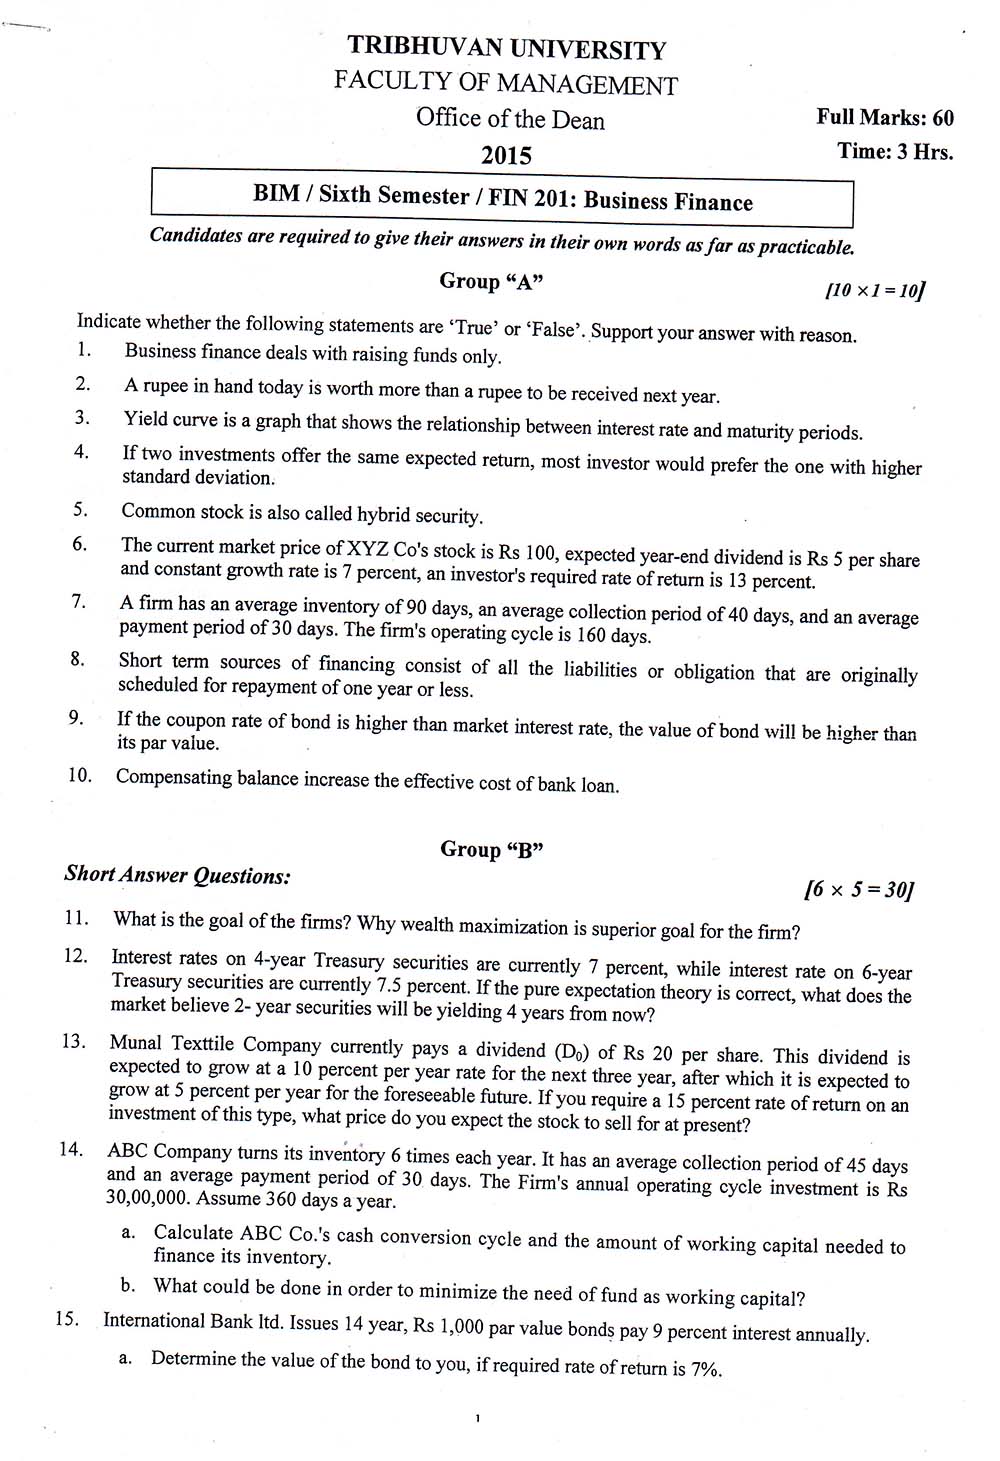 TRIBHUVAN UNIVERSITY
FACULTY OF MANAGEMENT
Office of the Dean
Full Marks: 60
2015
Time: 3 Hrs.
BIM / Sixth Semester / FIN 201: Business Finance
Candidates are required to give their answers in their own words as far as practicable.
Group “A”
[10 ×1 = 10]
Indicate whether the following statements are ‘True’ or ‘False’. Support your answer with reason.
1. Business finance deals with raising funds only.
2. A rupee in hand today is worth more than a rupee to be received next year.
3. Yield curve is a graph that shows the relationship between interest rate and maturity periods.
4. If two investments offer the same expected return, most investor would prefer the one with higher
standard deviation.
5. Common stock is also called hybrid security.
6. The current market price of XYZ Co's stock is Rs 100, expected year-end dividend is Rs 5 per share
and constant growth rate is 7 percent, an investor's required rate of return is 13 percent.
7. A firm has an average inventory of 90 days, an average collection period of 40 days, and an average
payment period of 30 days. The firm's operating cycle is 160 days.
8. Short term sources of financing consist of all the liabilities or obligation that are originally
scheduled for repayment of one year or less.
9. If the coupon rate of bond is higher than market interest rate, the value of bond will be higher than
its par value.
10. Compensating balance increase the effective cost of bank loan.
Group “B”
Short Answer Questions:
[6 × 5 = 30]
11. What is the goal of the firms? Why wealth maximization is superior goal for the firm?
12. Interest rates on 4-year Treasury securities are currently 7 percent, while interest rate on 6-year
Treasury securities are currently 7.5 percent. If the pure expectation theory is correct, what does the
market believe 2- year securities will be yielding 4 years from now?
13. Munal Texttile Company currently pays a dividend (D₀) of Rs 20 per share. This dividend is
expected to grow at a 10 percent per year rate for the next three year, after which it is expected to
grow at 5 percent per year for the foreseeable future. If you require a 15 percent rate of return on an
investment of this type, what price do you expect the stock to sell for at present?
14. ABC Company turns its inventory 6 times each year. It has an average collection period of 45 days
and an average payment period of 30 days. The Firm's annual operating cycle investment is Rs
30,00,000. Assume 360 days a year.
a. Calculate ABC Co.'s cash conversion cycle and the amount of working capital needed to
finance its inventory.
b. What could be done in order to minimize the need of fund as working capital?
15. International Bank ltd. Issues 14 year, Rs 1,000 par value bonds pay 9 percent interest annually.
a. Determine the value of the bond to you, if required rate of return is 7%.
1